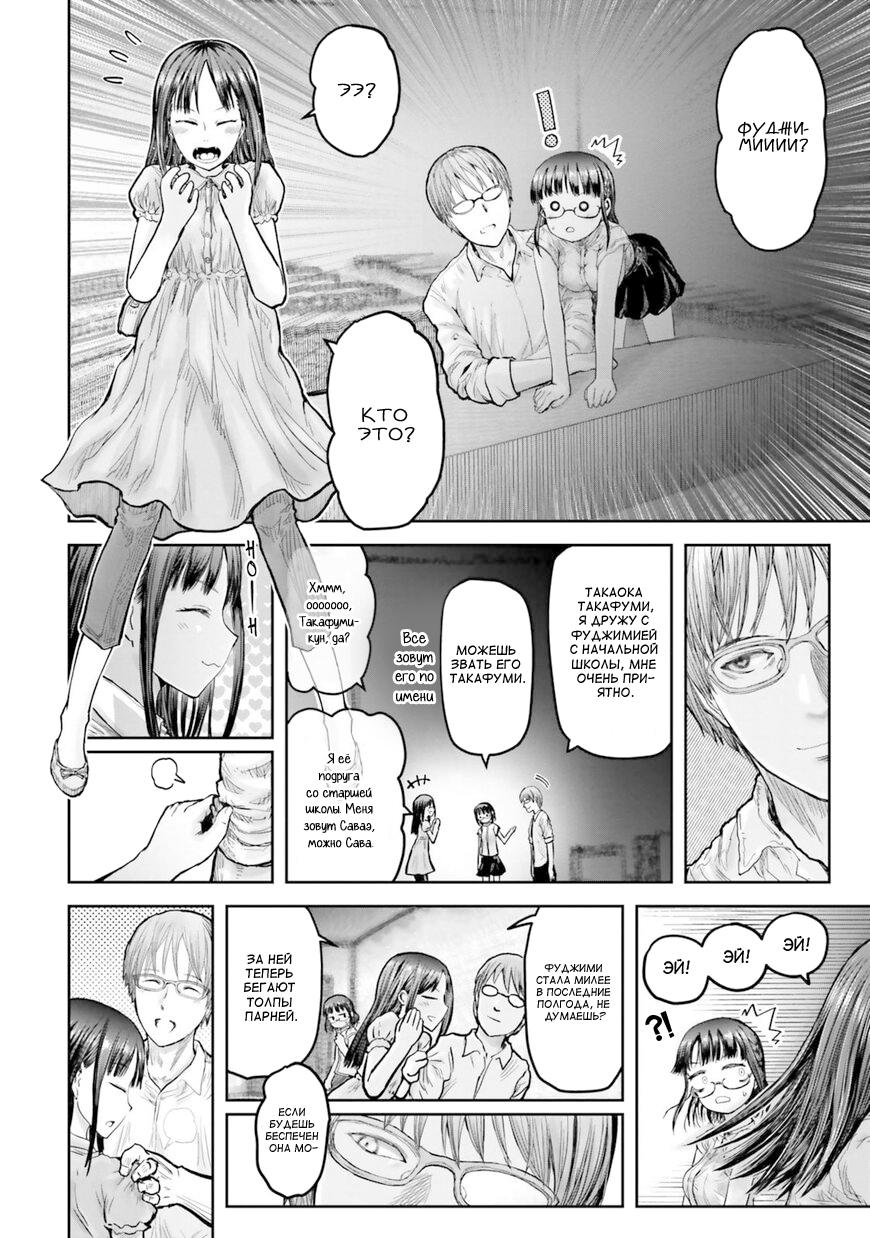 ФУДЖИ-
МИИИИ?
!
ЭЭ?
КТО
ЭТО?
ТАКАОКА
ТАКАФУМИ,
Я ДРУЖУ С
ФУДЖИМИЕЙ
С НАЧАЛЬНОЙ
ШКОЛЫ, МНЕ
ОЧЕНЬ ПРИ-
ЯТНО.
МОЖЕШЬ
ЗВАТЬ ЕГО
ТАКАФУМИ.
Все
зовут
его по
имени
Хммм,
ооооооо,
Такафуми-
кун, да?
Я её
подруга
со старшей
школы. Меня
зовут Саваэ,
можно Сава.
ЭЙ!
ЭЙ!
ЭЙ!
?!
ФУДЖИМИ
СТАЛА МИЛЕЕ
В ПОСЛЕДНИЕ
ПОЛГОДА, НЕ
ДУМАЕШЬ?
ЗА НЕЙ
ТЕПЕРЬ
БЕГАЮТ
ТОЛПЫ
ПАРНЕЙ.
ЕСЛИ
БУДЕШЬ
БЕСПЕЧЕН
ОНА МО-